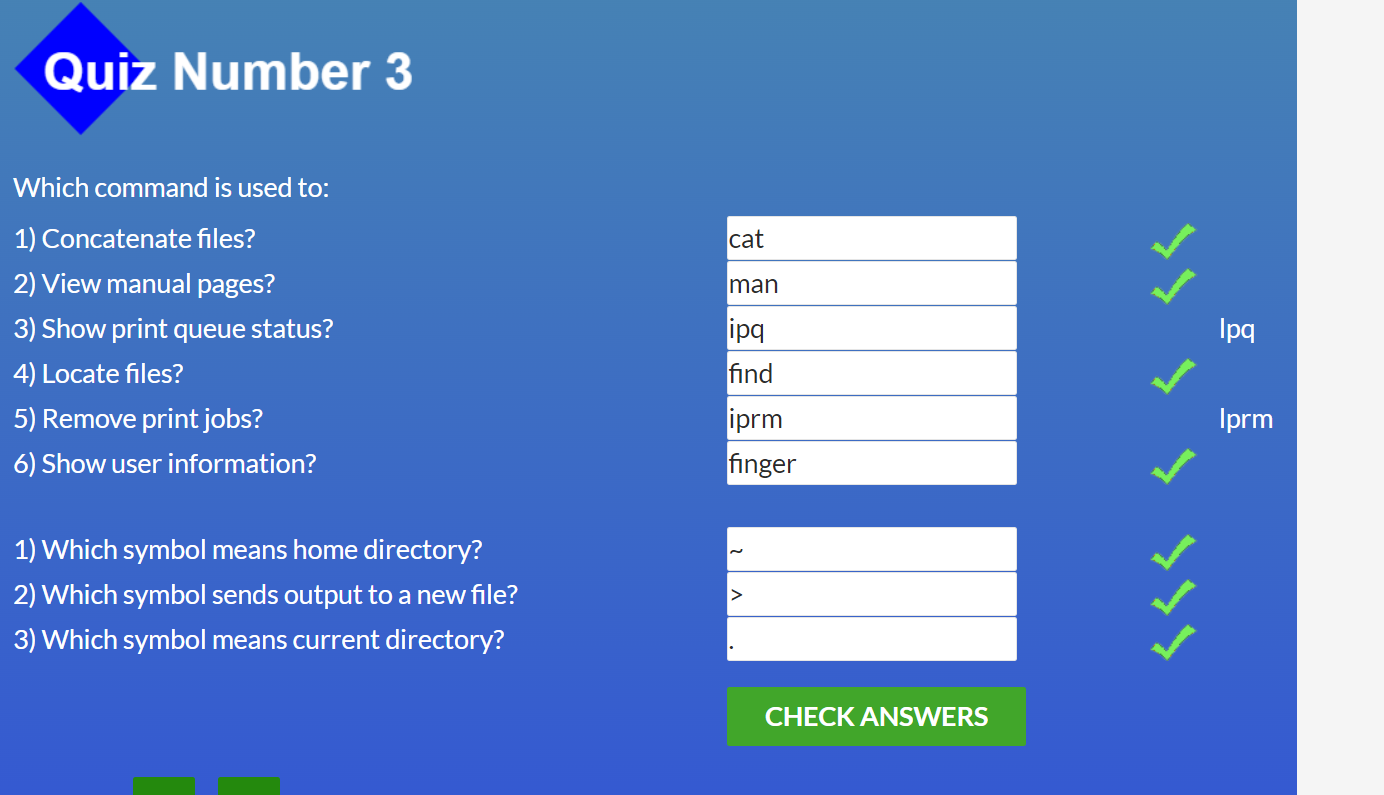 Quiz Number 3
Which command is used to:
1) Concatenate files? cat
2) View manual pages? man
3) Show print queue status? ipq lpq
4) Locate files? find
5) Remove print jobs? iprm lprm
6) Show user information? finger
1) Which symbol means home directory? ~
2) Which symbol sends output to a new file? >
3) Which symbol means current directory? .
CHECK ANSWERS